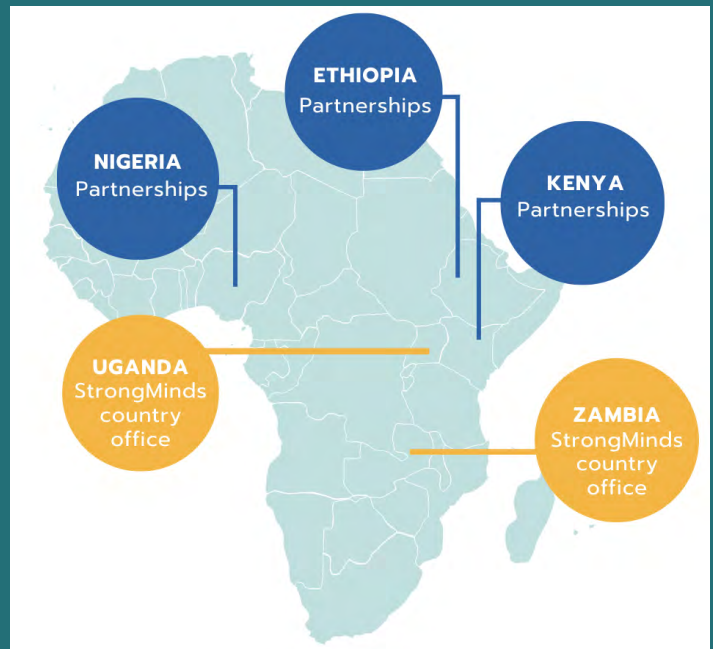 ETHIOPIA
Partnerships
NIGERIA
Partnerships
KENYA
Partnerships
UGANDA
StrongMinds
country
office
ZAMBIA
StrongMinds
country
office